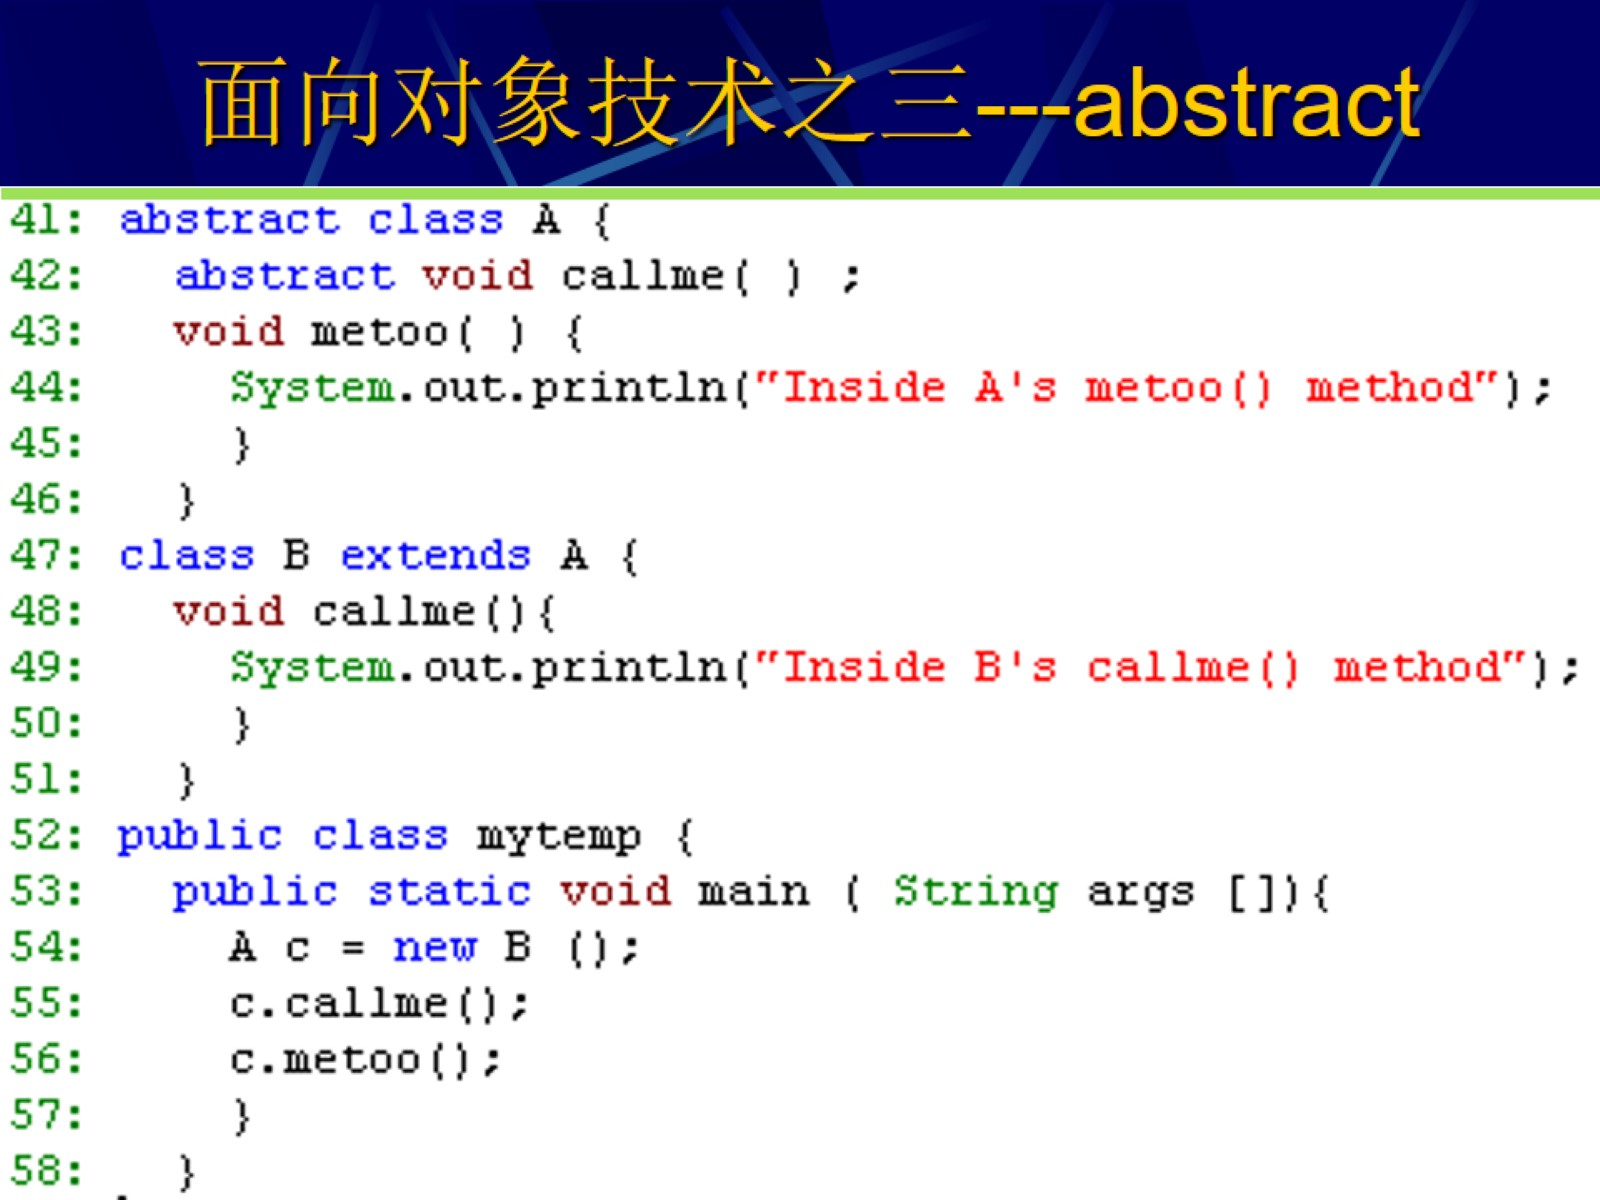 面向对象技术之三---abstract
41: abstract class A {
42: abstract void callme( ) ;
43: void metoo( ) {
44: System.out.println("Inside A's metoo() method");
45: }
46: }
47: class B extends A {
48: void callme(){
49: System.out.println("Inside B's callme() method");
50: }
51: }
52: public class mytemp {
53: public static void main ( String args []){
54: A c = new B ();
55: c.callme();
56: c.metoo();
57: }
58: }